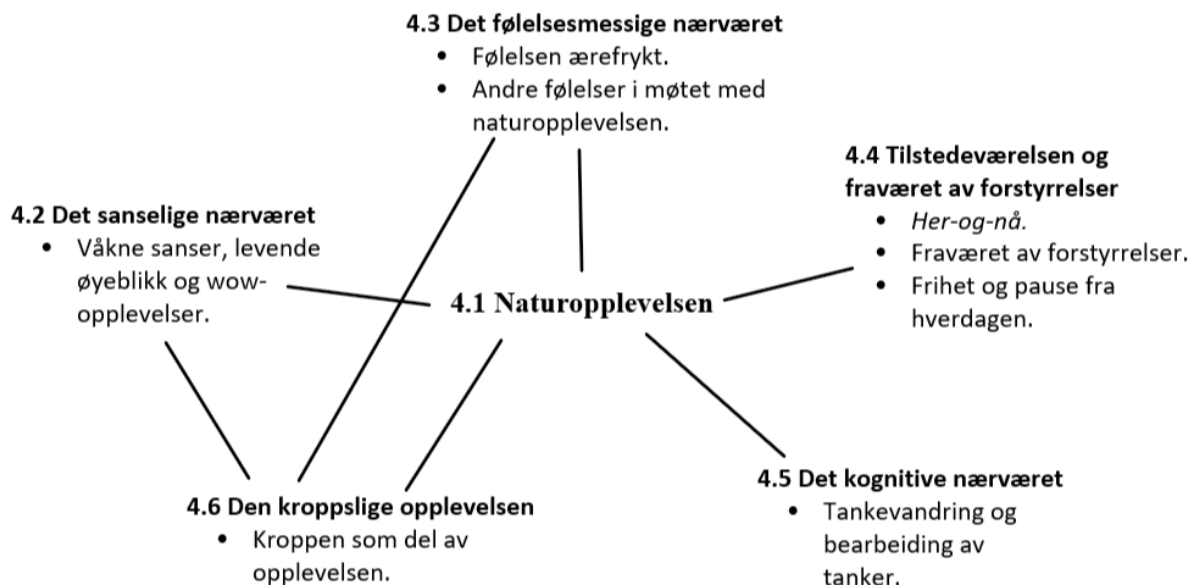 4.3 Det følelsesmessige nærværet
• Følelsen ærefrykt.
• Andre følelser i møtet med
naturopplevelsen.
4.4 Tilstedeværelsen og
fraværet av forstyrrelser
• Her-og-nå.
• Fraværet av forstyrrelser.
• Frihet og pause fra
hverdagen.
4.2 Det sanselige nærværet
• Våkne sanser, levende
øyeblikk og wow-
opplevelser.
4.1 Naturopplevelsen
4.5 Det kognitive nærværet
• Tankevandring og
bearbeiding av
tanker.
4.6 Den kroppslige opplevelsen
• Kroppen som del av
opplevelsen.